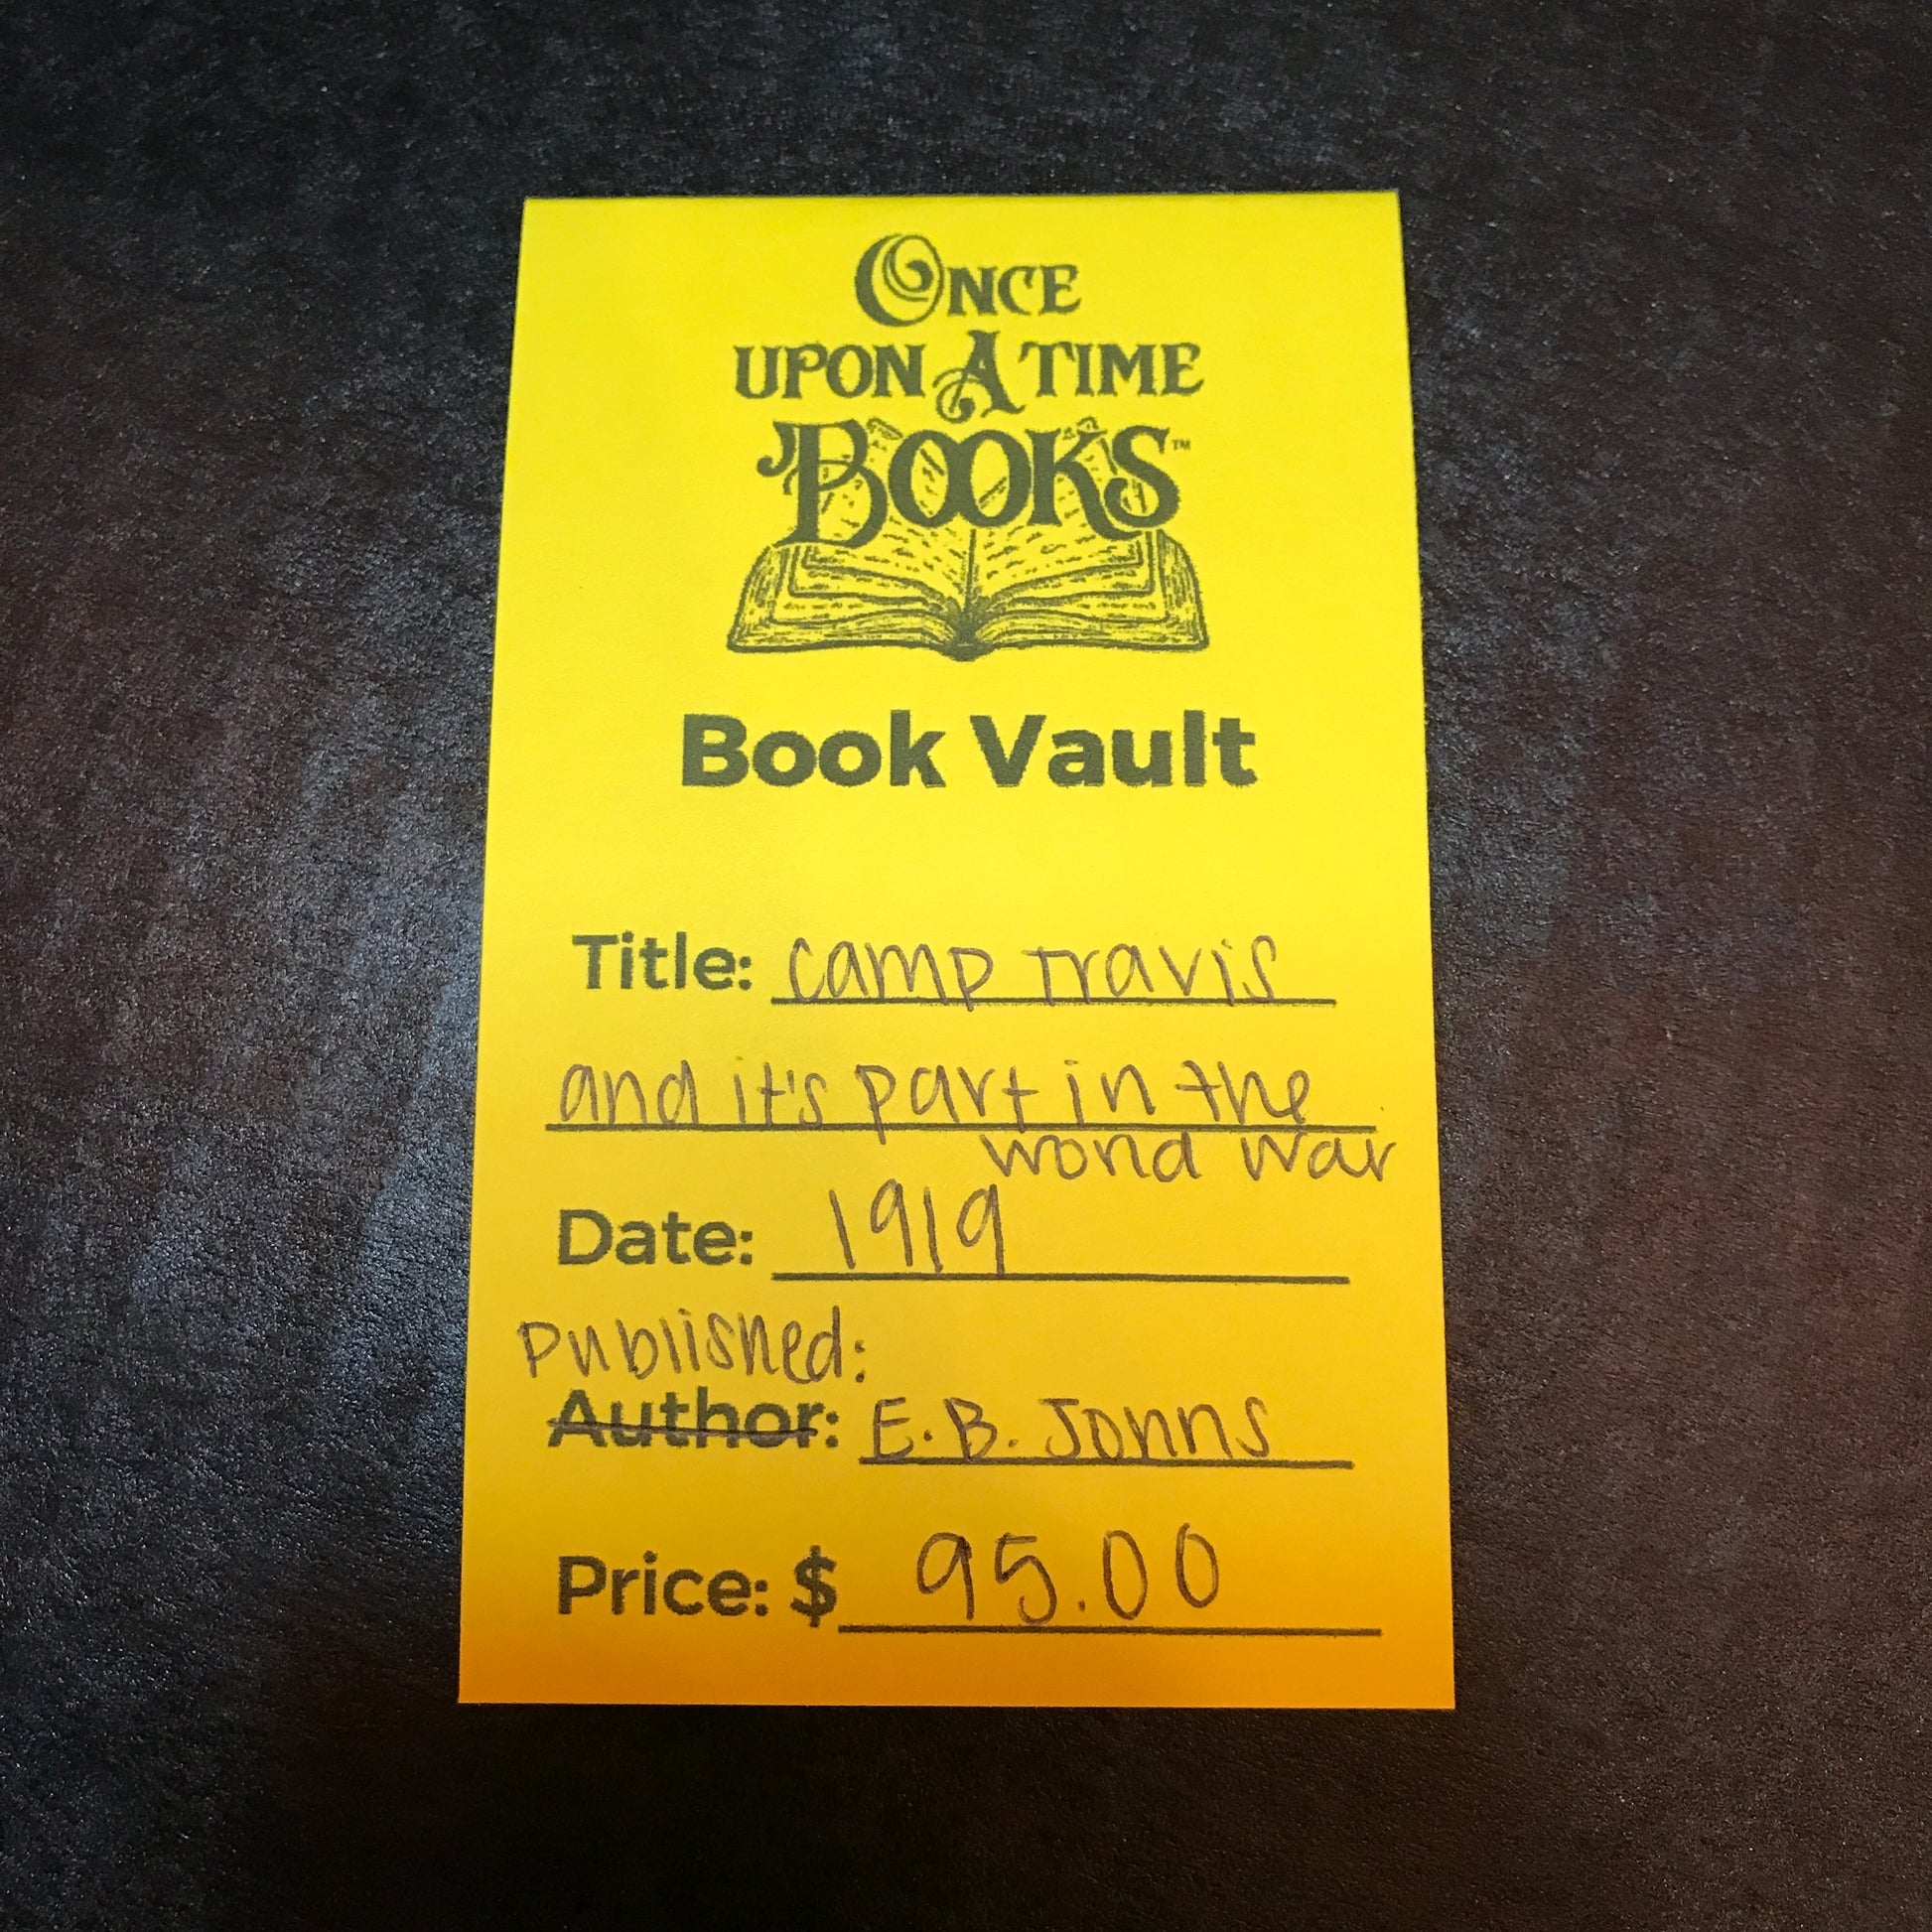 ONCE
UPON A TIME
BOOKS™
Book Vault
Title: camp Travis
and it's part in the
world war
Date: 1919
Published:
Author: E.B. Johns
Price: $ 95.00